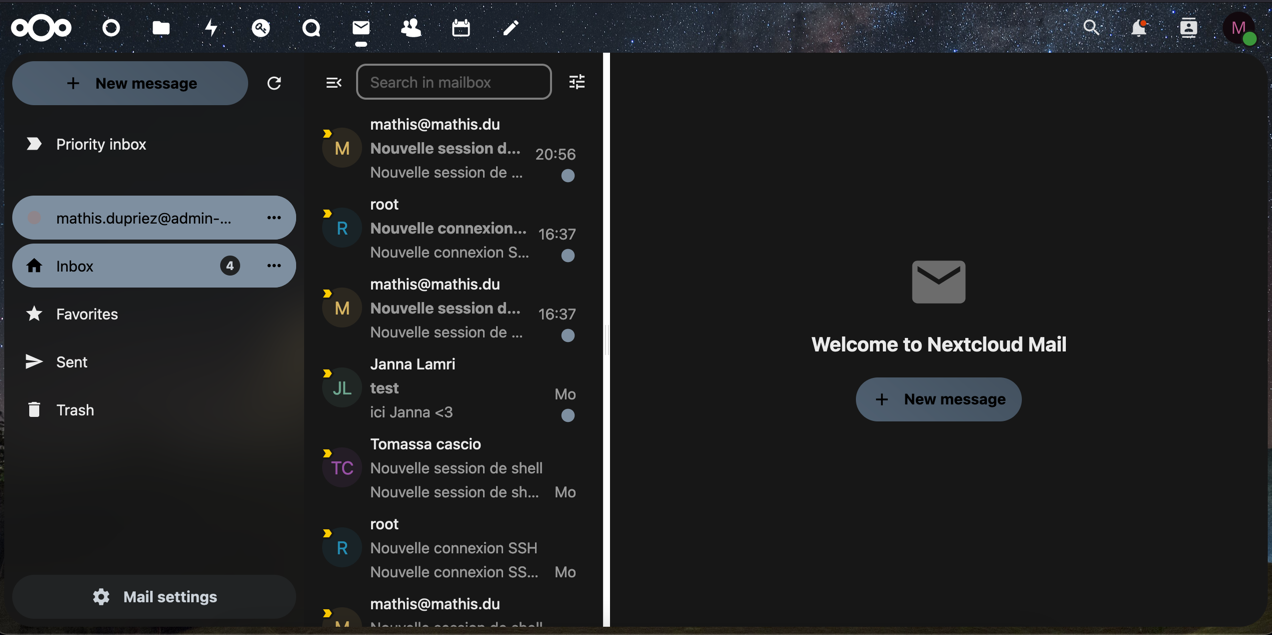 M
New message
Search in mailbox
Priority inbox
mathis.dupriez@admin-...
Inbox
4
Favorites
Sent
Trash
Mail settings
mathis@mathis.du
M
Nouvelle session d...
20:56
Nouvelle session de ...
root
R
Nouvelle connexion...
16:37
Nouvelle connexion S...
mathis@mathis.du
M
Nouvelle session d...
16:37
Nouvelle session de ...
Janna Lamri
JL
test
Mo
ici Janna <3
Tomassa cascio
TC
Nouvelle session de shell
Nouvelle session de sh...
Mo
root
R
Nouvelle connexion SSH
Nouvelle connexion SS...
Mo
mathis@mathis.du
M
Nouvelle session de shell
Welcome to Nextcloud Mail
New message